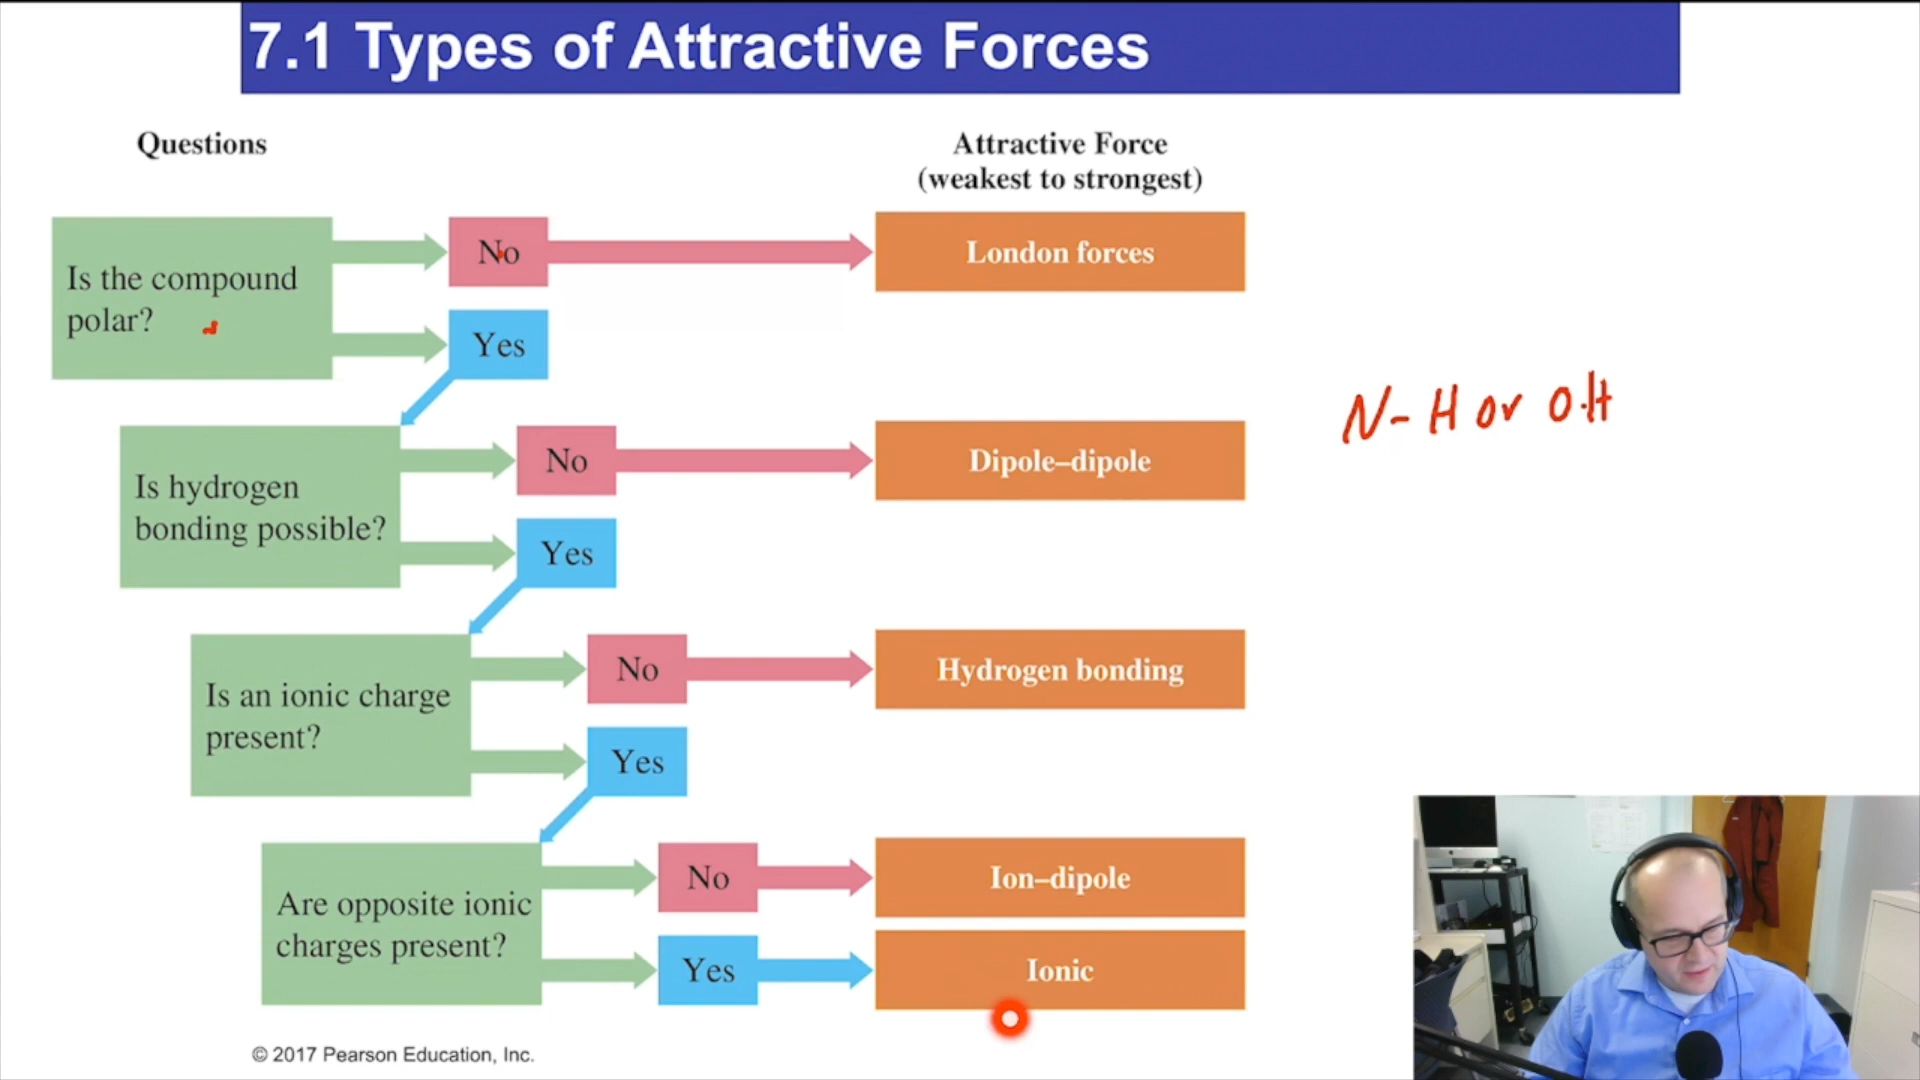 7.1 Types of Attractive Forces
Questions
Attractive Force
(weakest to strongest)
Is the compound
polar?
No
London forces
Yes
Is hydrogen
bonding possible?
No
Dipole–dipole
Yes
N-H or O-H
Is an ionic charge
present?
No
Hydrogen bonding
Yes
Are opposite ionic
charges present?
No
Ion–dipole
Yes
Ionic
© 2017 Pearson Education, Inc.